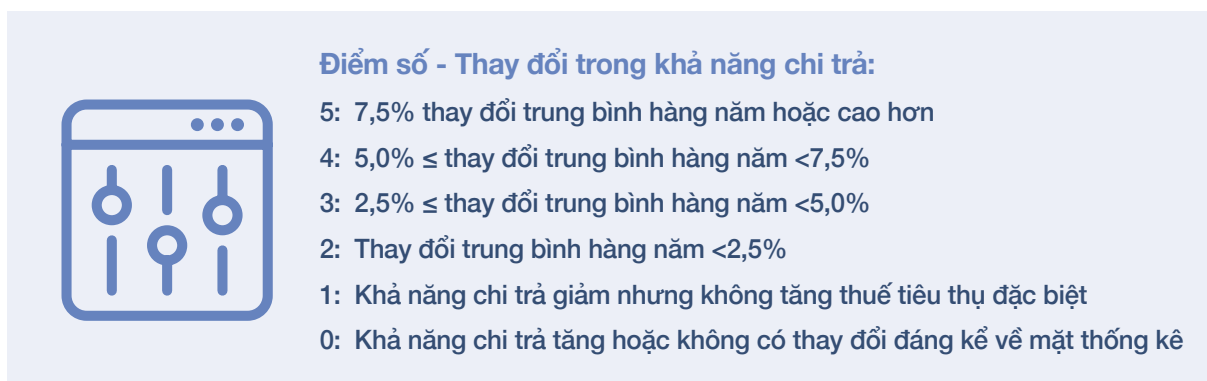 Điểm số - Thay đổi trong khả năng chi trả:
5: 7,5% thay đổi trung bình hàng năm hoặc cao hơn
4: 5,0% ≤ thay đổi trung bình hàng năm <7,5%
3: 2,5% ≤ thay đổi trung bình hàng năm <5,0%
2: Thay đổi trung bình hàng năm <2,5%
1: Khả năng chi trả giảm nhưng không tăng thuế tiêu thụ đặc biệt
0: Khả năng chi trả tăng hoặc không có thay đổi đáng kể về mặt thống kê